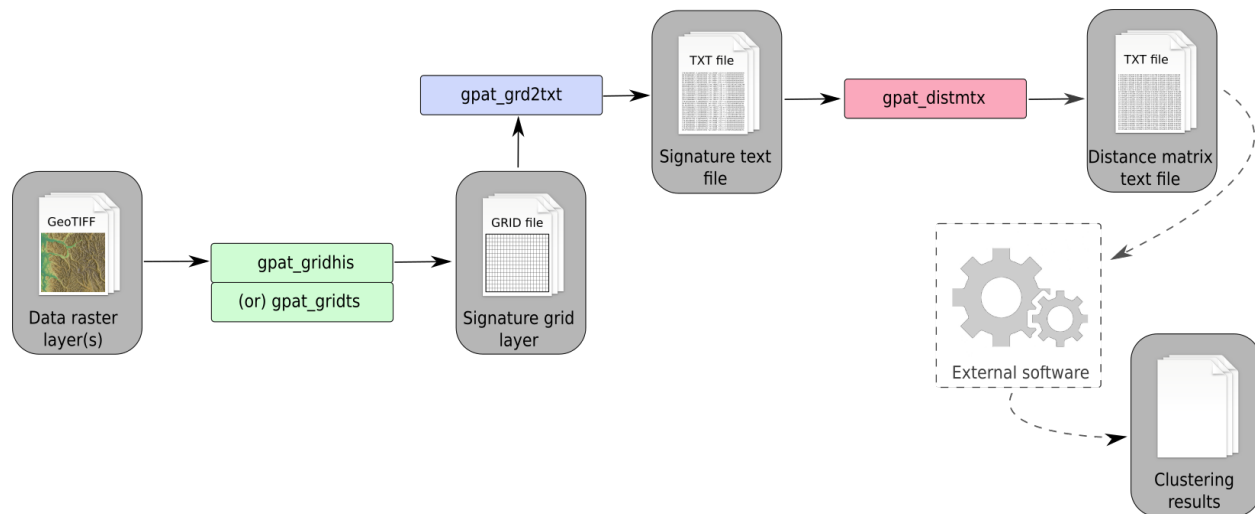 GeoTIFF
Data raster
layer(s)
gpat_gridhis
(or) gpat_gridts
GRID file
Signature grid
layer
gpat_grd2txt
TXT file
Signature text
file
gpat_distmtx
TXT file
Distance matrix
text file
External software
Clustering
results